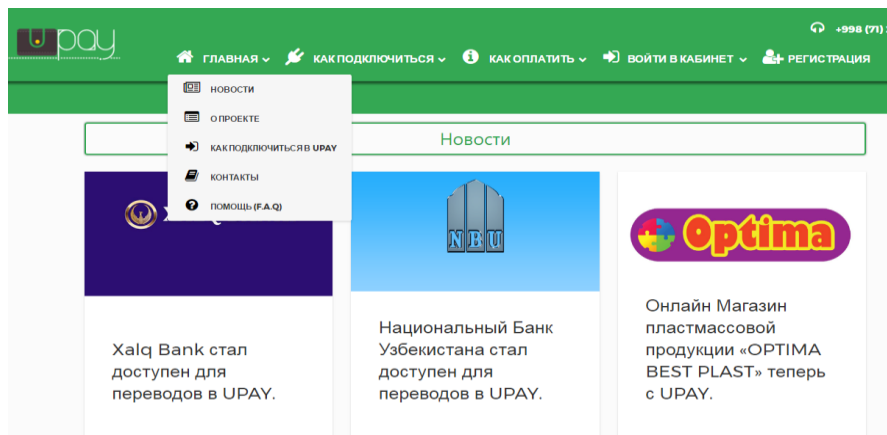 upay
+998 (71)
ГЛАВНАЯ КАК ПОДКЛЮЧИТЬСЯ КАК ОПЛАТИТЬ ВОЙТИ В КАБИНЕТ РЕГИСТРАЦИЯ
НОВОСТИ
О ПРОЕКТЕ
КАК ПОДКЛЮЧИТЬСЯ В UPAY
КОНТАКТЫ
ПОМОЩЬ (F.A.Q)
Новости
NBU
Optima
Xalq Bank стал
доступен для
переводов в UPAY.
Национальный Банк
Узбекистана стал
доступен для
переводов в UPAY.
Онлайн Магазин
пластмассовой
продукции «OPTIMA
BEST PLAST» теперь
с UPAY.